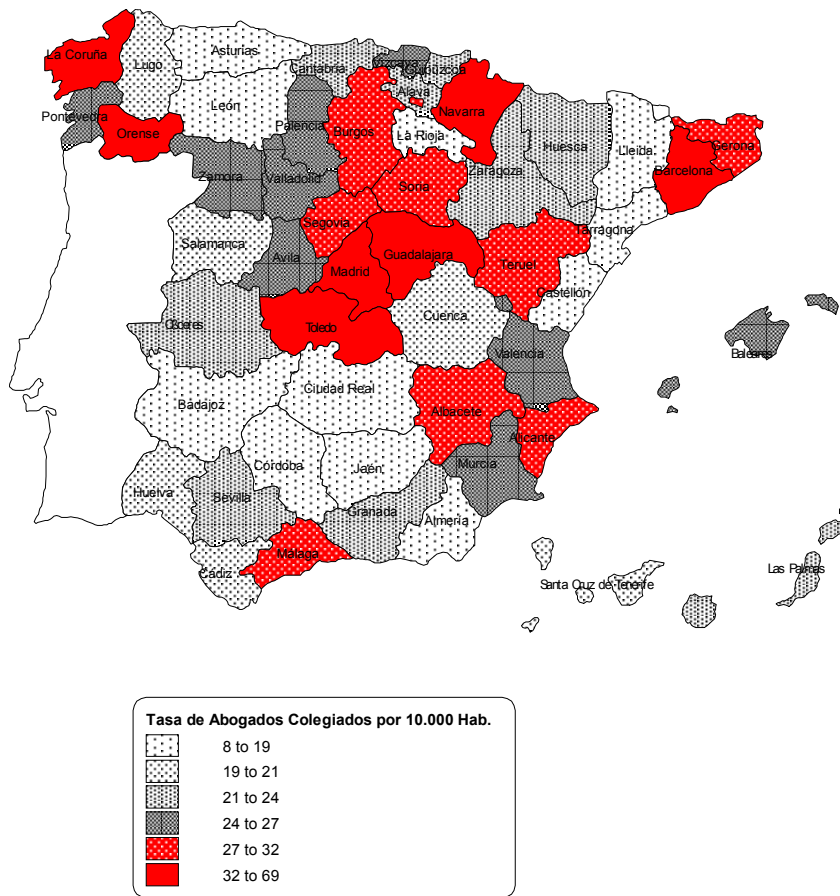 La Coruña
Lugo
Asturias
Cantabria
Vizcaya
Guipúzcoa
Alava
Navarra
Pontevedra
Orense
León
Palencia
Burgos
La Rioja
Huesca
Lleida
Gerona
Barcelona
Zamora
Valladolid
Soria
Zaragoza
Tarragona
Salamanca
Segovia
Avila
Madrid
Guadalajara
Teruel
Castellón
Cáceres
Toledo
Cuenca
Valencia
Baleares
Badajoz
Ciudad Real
Albacete
Alicante
Córdoba
Jaén
Murcia
Huelva
Sevilla
Granada
Almería
Cádiz
Malaga
Santa Cruz de Tenerife
Las Palmas
Tasa de Abogados Colegiados por 10.000 Hab.
8 to 19
19 to 21
21 to 24
24 to 27
27 to 32
32 to 69